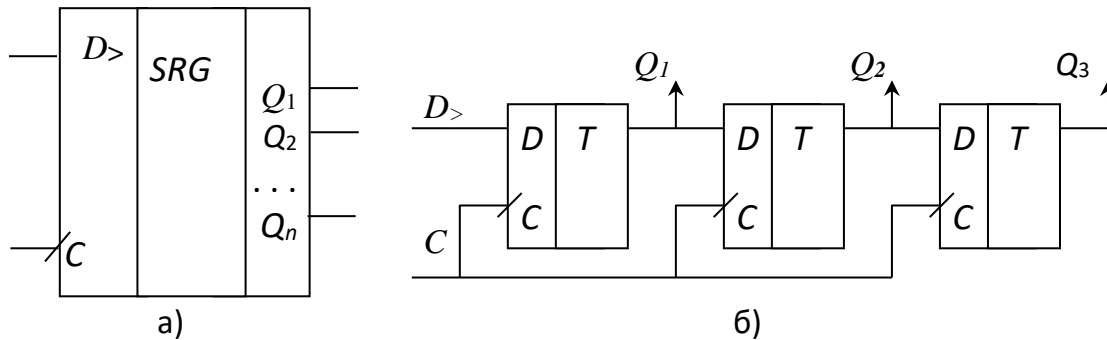 D> SRG
Q1
Q2
. . .
Qn
C
а)
Q1 Q2 Q3
D>
D T D T D T
C C C
C
б)